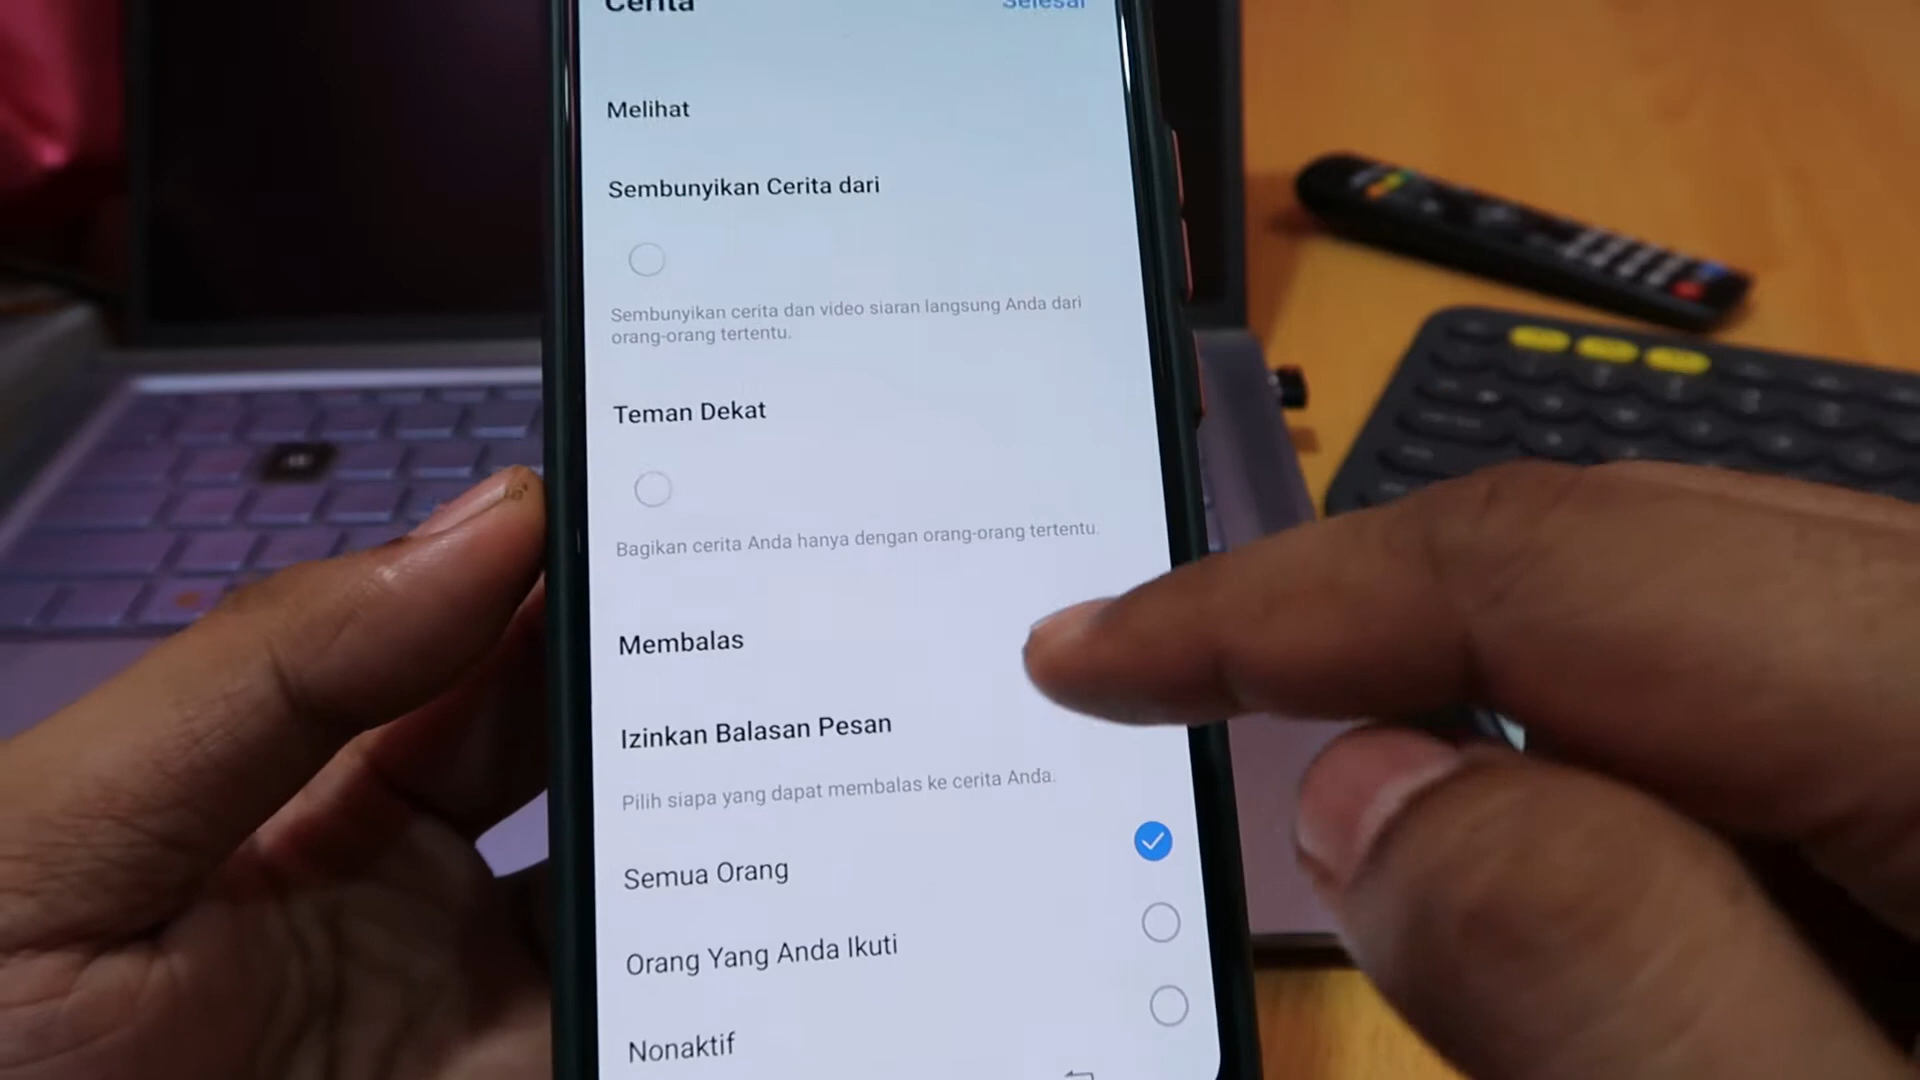 Cerita
Selesai
Melihat
Sembunyikan Cerita dari
Sembunyikan cerita dan video siaran langsung Anda dari
orang-orang tertentu.
Teman Dekat
Bagikan cerita Anda hanya dengan orang-orang tertentu.
Membalas
Izinkan Balasan Pesan
Pilih siapa yang dapat membalas ke cerita Anda.
Semua Orang
Orang Yang Anda Ikuti
Nonaktif